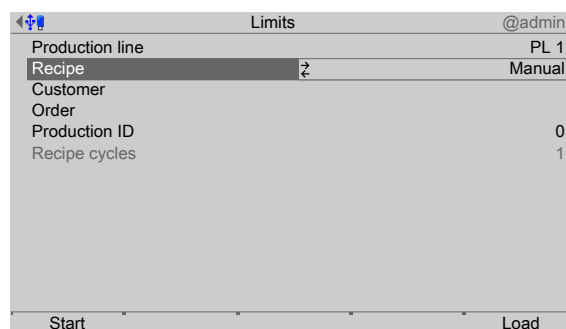 Limits @admin
Production line PL 1
Recipe Manual
Customer
Order
Production ID 0
Recipe cycles 1
Start Load